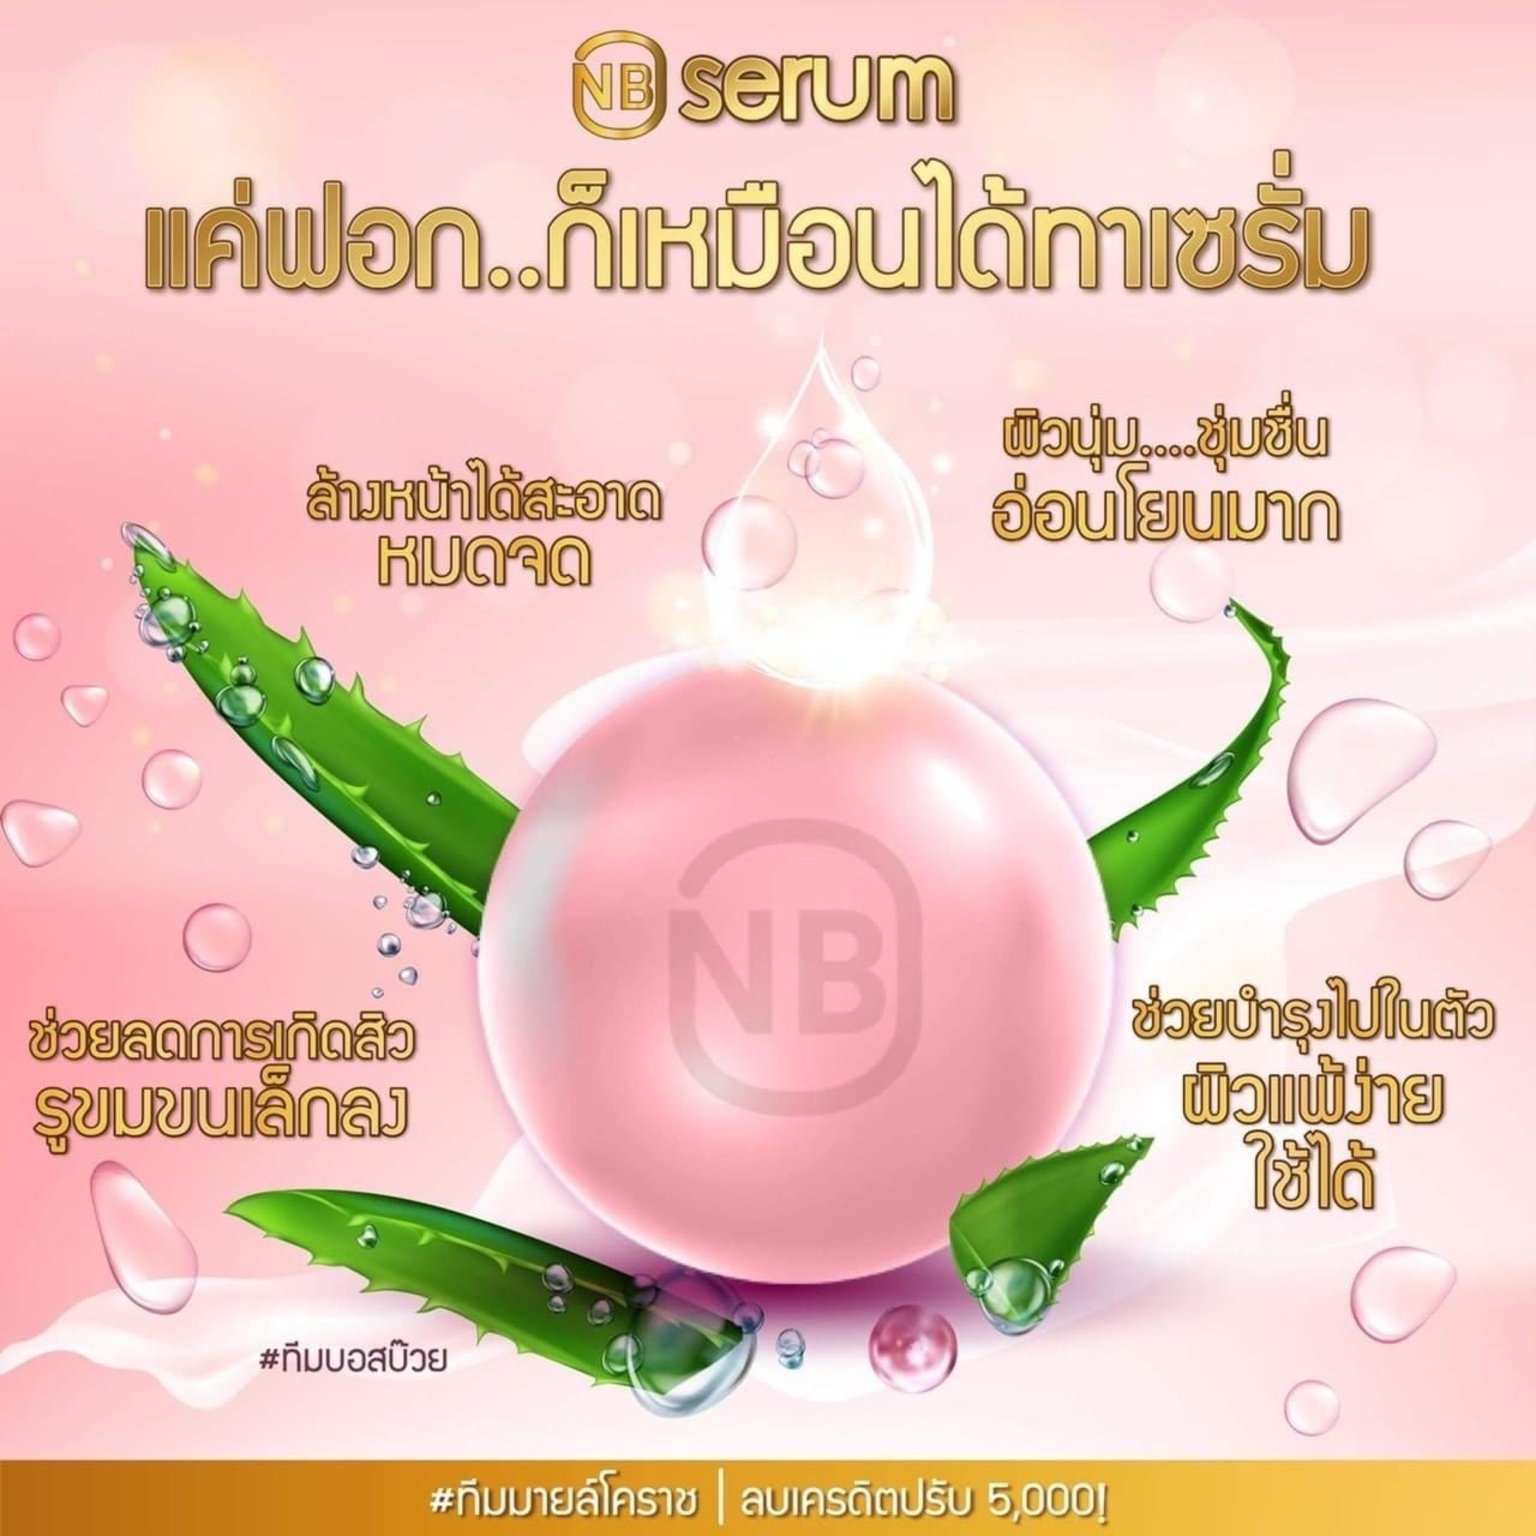 NB serum
แค่ฟอก..ก็เหมือนได้ทาเซรั่ม
ผิวนุ่ม....ชุ่มชื่น
อ่อนโยนมาก
ล้างหน้าได้สะอาด
หมดจด
NB
ช่วยลดการเกิดสิว
รูขุมขนเล็กลง
ช่วยบำรุงไปในตัว
ผิวแพ้ง่าย
ใช้ได้
#ทีมบอสบ๊วย
#ทีมมายล์โคราช | ลบเครดิตปรับ 5,000!